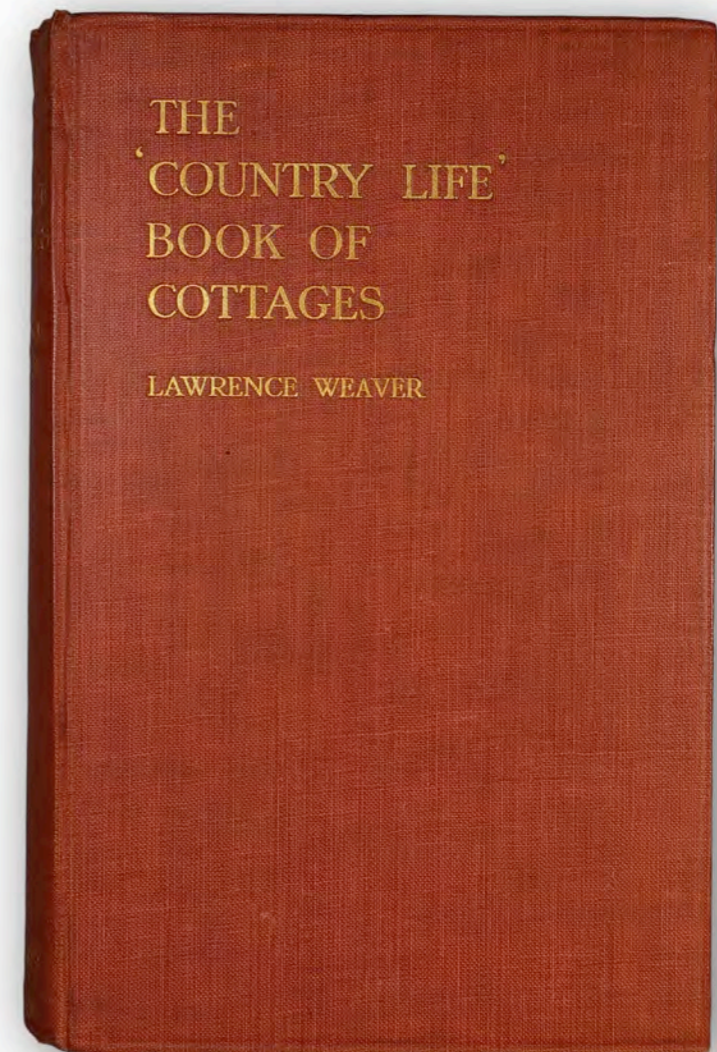 THE
‘COUNTRY LIFE’
BOOK OF
COTTAGES
LAWRENCE WEAVER